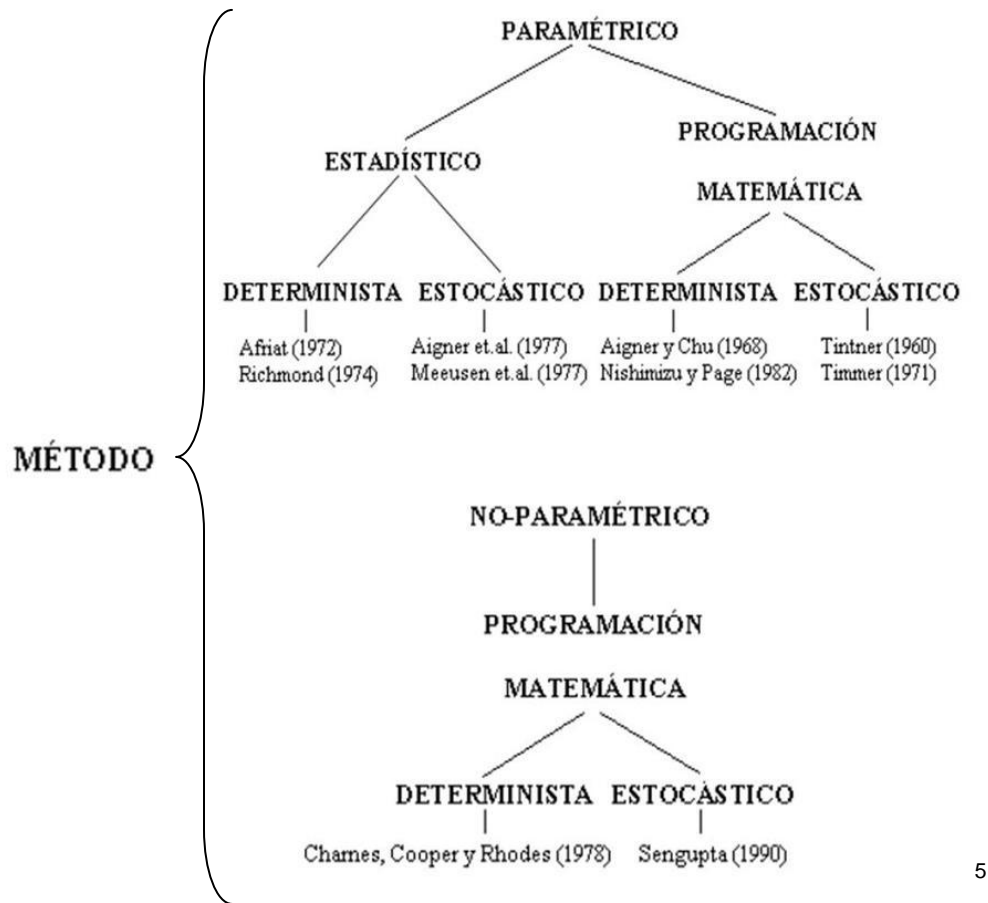 PARAMÉTRICO
PROGRAMACIÓN
ESTADÍSTICO
MATEMÁTICA
DETERMINISTA ESTOCÁSTICO DETERMINISTA ESTOCÁSTICO
Afriat (1972) Aigner et.al. (1977) Aigner y Chu (1968) Tintner (1960)
Richmond (1974) Meeusen et.al. (1977) Nishimizu y Page (1982) Timmer (1971)
MÉTODO
NO-PARAMÉTRICO
PROGRAMACIÓN
MATEMÁTICA
DETERMINISTA ESTOCÀSTICO
Charnes, Cooper y Rhodes (1978) Sengupta (1990)
5